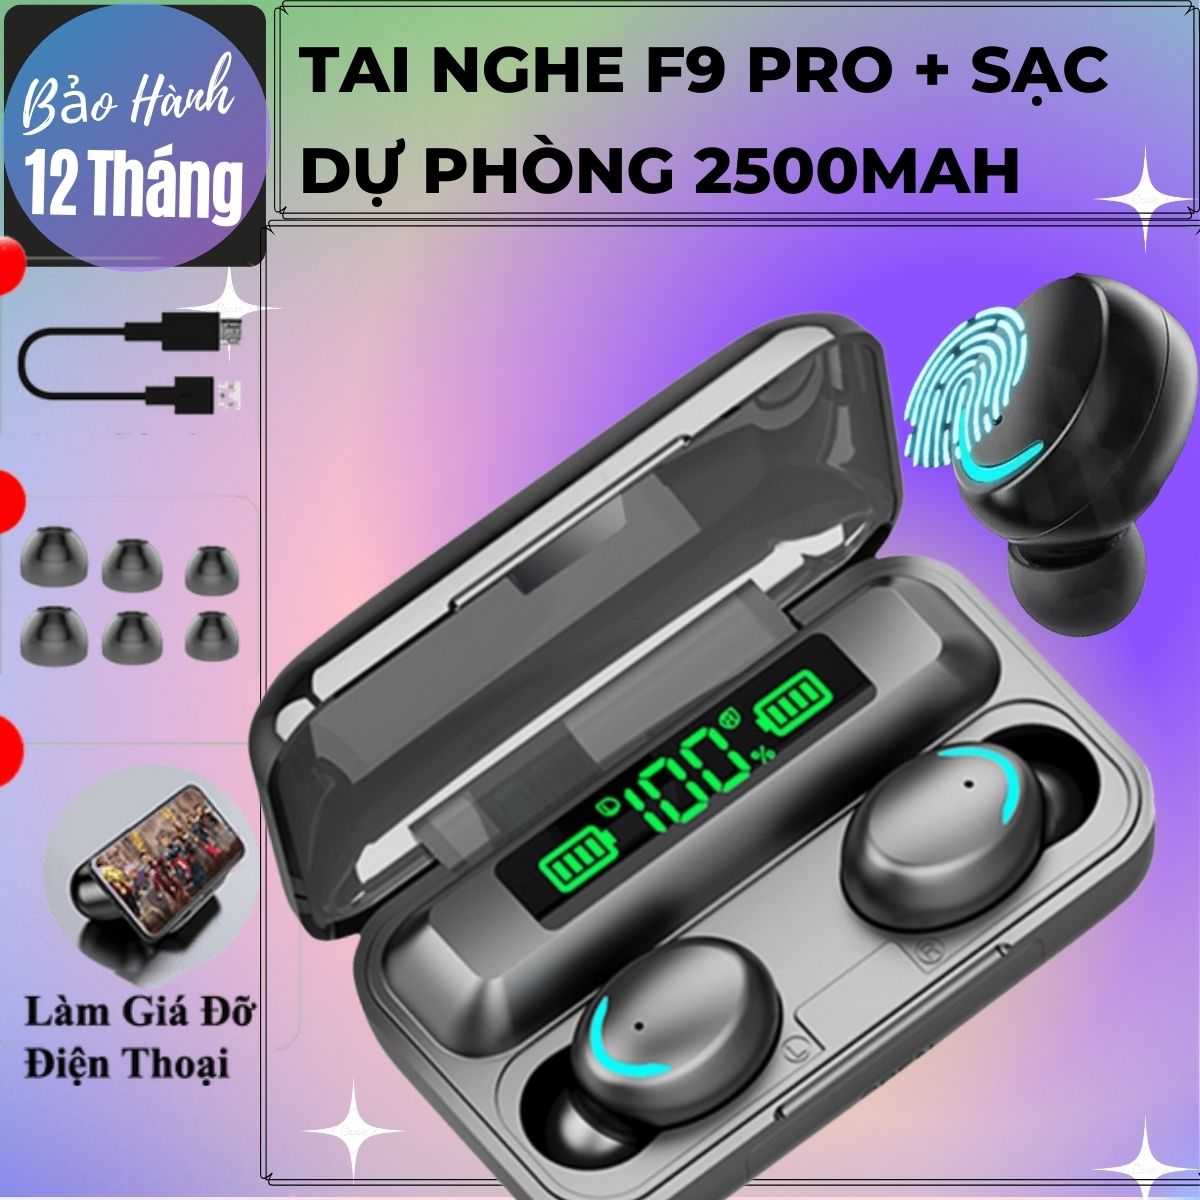 Bảo Hành
12 Tháng
TAI NGHE F9 PRO + SẠC
DỰ PHÒNG 2500MAH
100%
R
L
Làm Giá Đỡ
Điện Thoại